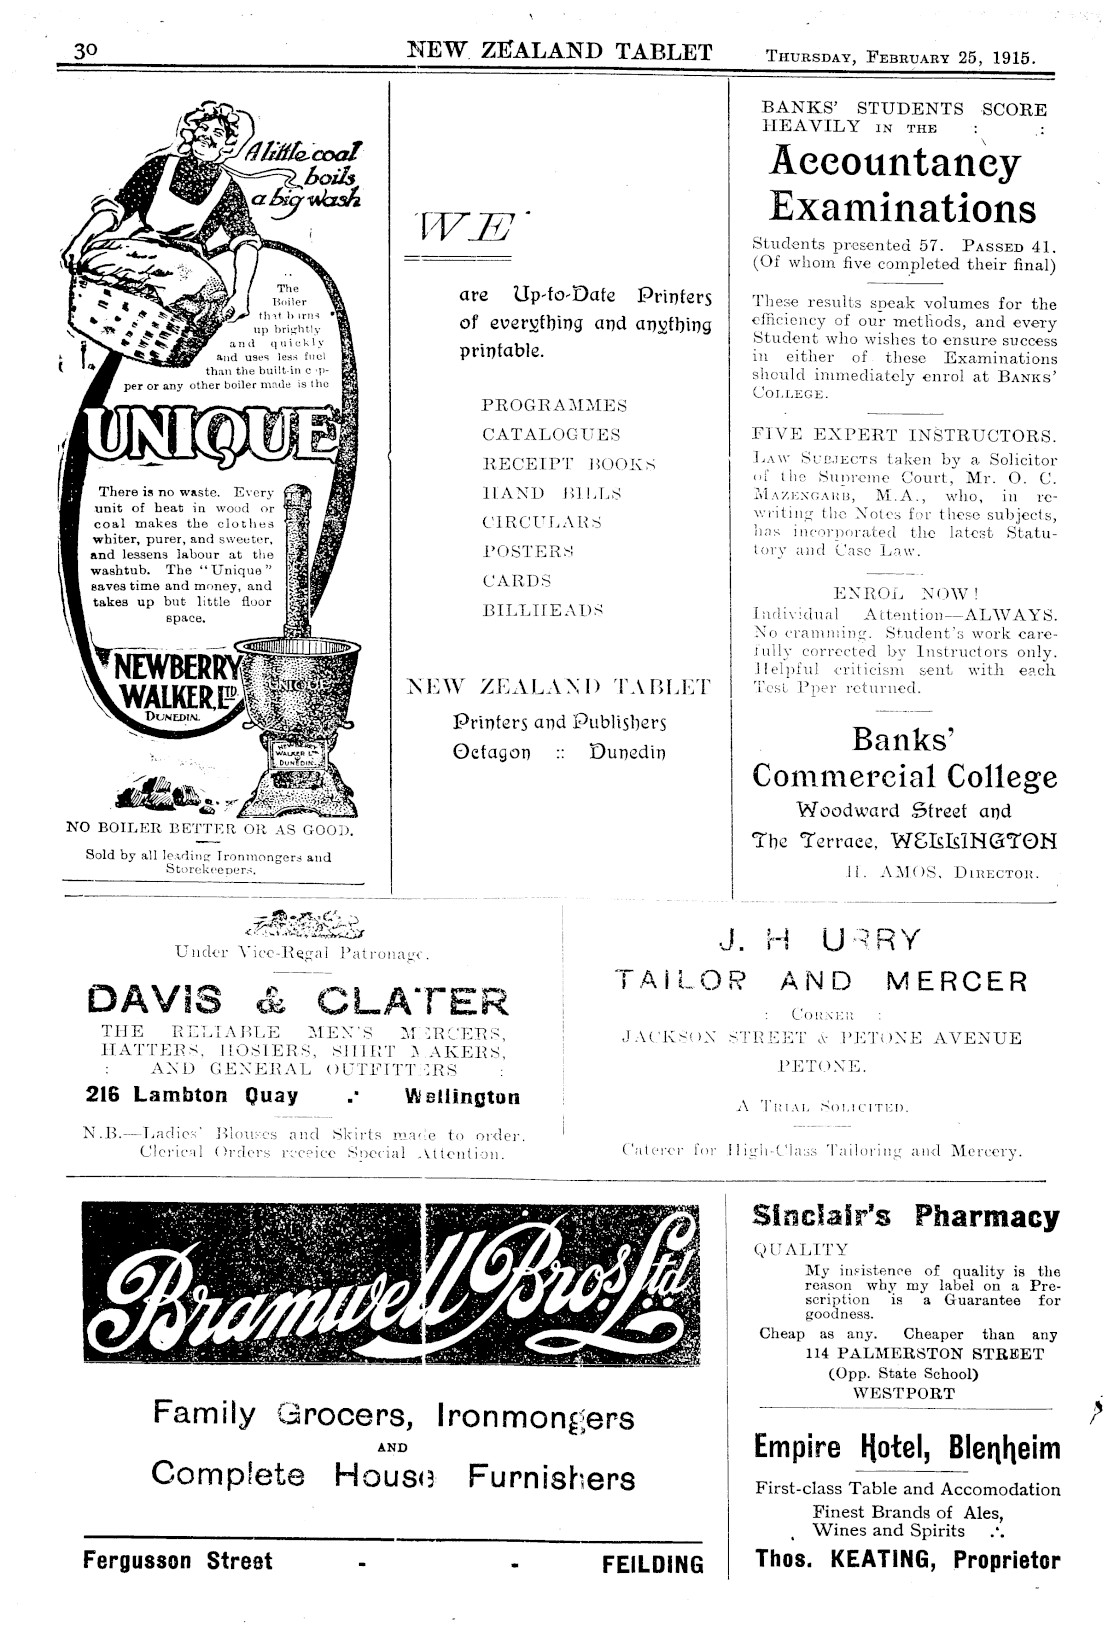 30
NEW ZEALAND TABLET
THURSDAY, FEBRUARY 25, 1915.
A little coal
boils
a big wash
The
Boiler
that burns
up brightly
and quickly
and uses less fuel
than the built-in cop-
per or any other boiler made is the
UNIQUE
There is no waste. Every
unit of heat in wood or
coal makes the clothes
whiter, purer, and sweeter,
and lessens labour at the
washtub. The "Unique"
saves time and money, and
takes up but little floor
space.
NEWBERRY
WALKER, LTD
DUNEDIN.
UNIQUE
NEWBERRY
WALKER LTD
DUNEDIN.
NO BOILER BETTER OR AS GOOD.
Sold by all leading Ironmongers and
Storekeepers.
WE
are Up-to-Date Printers
of everything and anything
printable.
PROGRAMMES
CATALOGUES
RECEIPT BOOKS
HAND BILLS
CIRCULARS
POSTERS
CARDS
BILLHEADS
NEW ZEALAND TABLET
Printers and Publishers
Octagon :: Dunedin
BANKS' STUDENTS SCORE
HEAVILY IN THE : :
Accountancy
Examinations
Students presented 57. PASSED 41.
(Of whom five completed their final)
These results speak volumes for the
efficiency of our methods, and every
Student who wishes to ensure success
in either of these Examinations
should immediately enrol at BANKS'
COLLEGE.
FIVE EXPERT INSTRUCTORS.
LAW SUBJECTS taken by a Solicitor
of the Supreme Court, Mr. O. C.
MAZENGARB, M.A., who, in re-
writing the Notes for these subjects,
has incorporated the latest Statu-
tory and Case Law.
ENROL NOW!
Individual Attention—ALWAYS.
No cramming. Student's work care-
fully corrected by Instructors only.
Helpful criticism sent with each
Test Pper returned.
Banks'
Commercial College
Woodward Street and
The Terrace, WELLINGTON
H. AMOS, DIRECTOR.
Under Vice-Regal Patronage.
DAVIS & CLATER
THE RELIABLE MEN'S MERCERS,
HATTERS, HOSIERS, SHIRT MAKERS,
: AND GENERAL OUTFITTERS :
216 Lambton Quay .· Wellington
N.B.—Ladies' Blouses and Skirts made to order.
Clerical Orders receice Special Attention.
J. H URRY
TAILOR AND MERCER
: CORNER :
JACKSON STREET & PETONE AVENUE
PETONE.
A TRIAL SOLICITED.
Caterer for High-Class Tailoring and Mercery.
Bramwell Bros. Ltd.
Family Grocers, Ironmongers
AND
Complete House Furnishers
Fergusson Street - - FEILDING
Sinclair's Pharmacy
QUALITY
My insistence of quality is the
reason why my label on a Pre-
scription is a Guarantee for
goodness.
Cheap as any. Cheaper than any
114 PALMERSTON STREET
(Opp. State School)
WESTPORT
Empire Hotel, Blenheim
First-class Table and Accomodation
Finest Brands of Ales,
Wines and Spirits .·.
Thos. KEATING, Proprietor